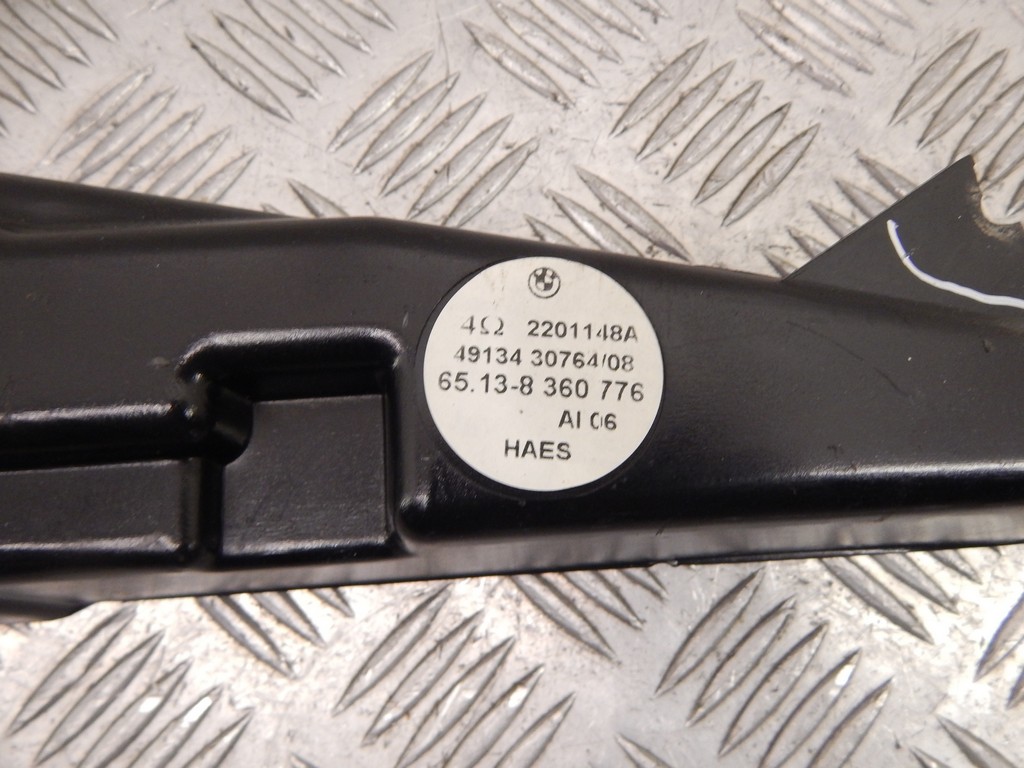 4Ω 2201148A
49134 30764/08
65.13-8 360 776
AI 06
HAES